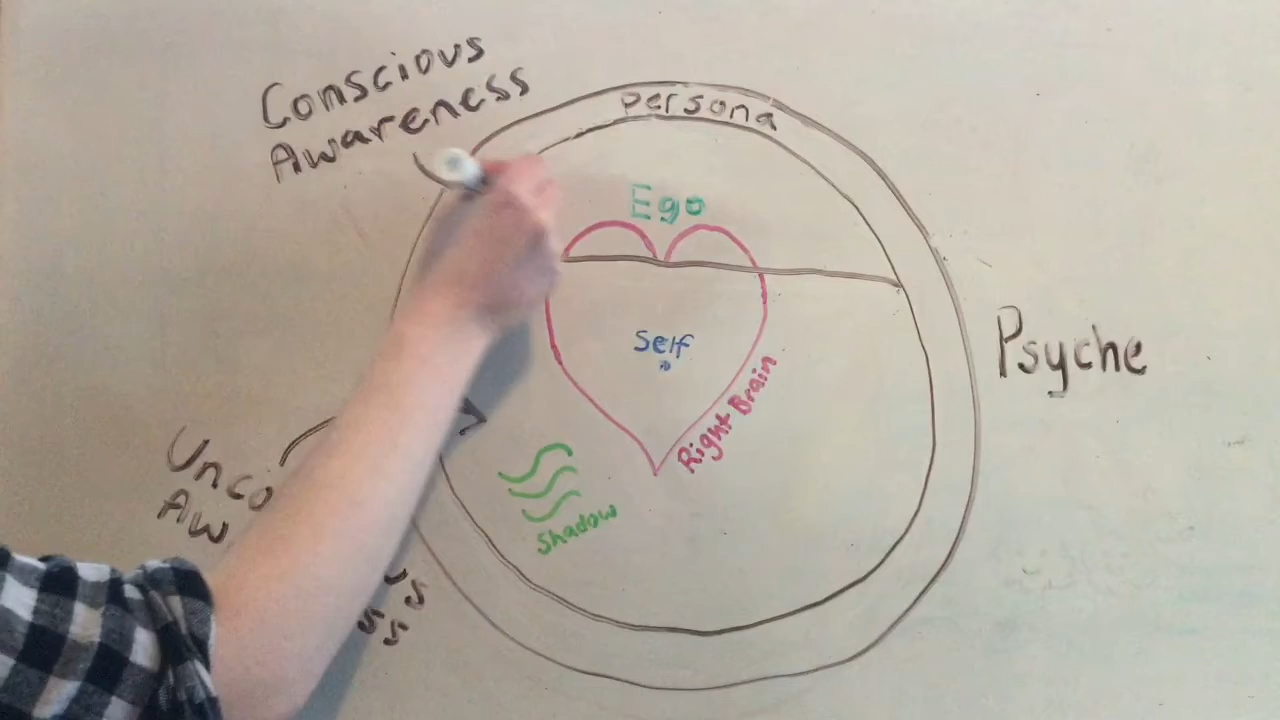 Conscious
Awareness
persona
Ego
Psyche
Self
Right Brain
Shadow